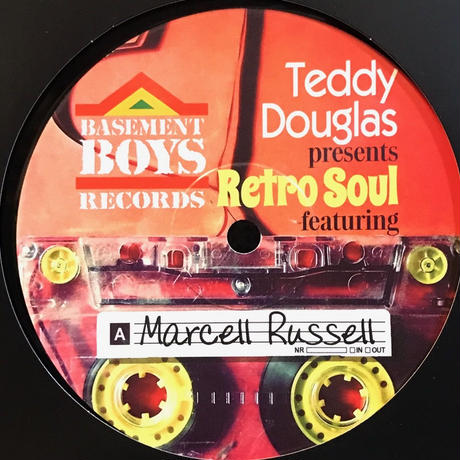 BASEMENT
BOYS
RECORDS
Teddy
Douglas
presents
Retro Soul
featuring
A Marcell Russell
NR IN OUT